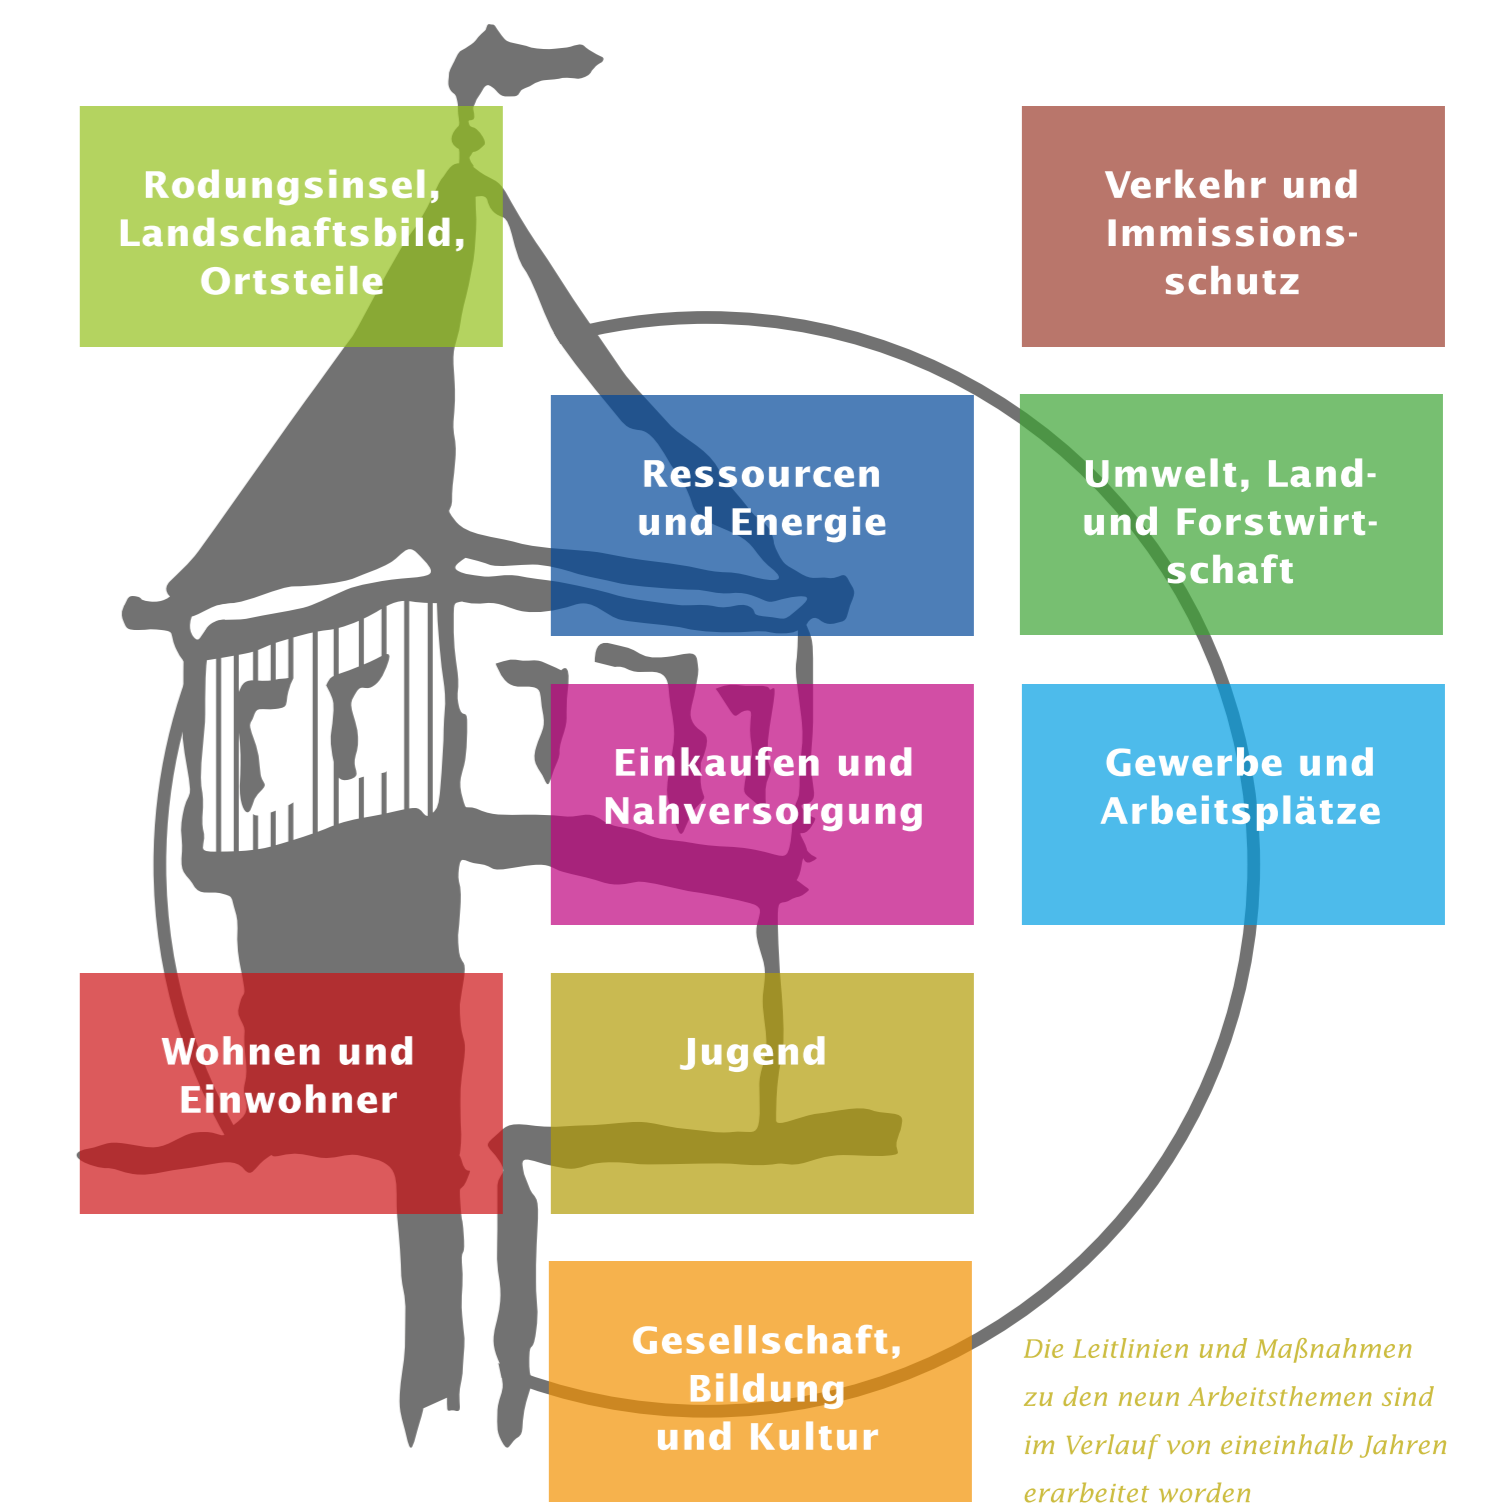 Rodungsinsel,
Landschaftsbild,
Ortsteile
Verkehr und
Immissions-
schutz
Ressourcen
und Energie
Umwelt, Land-
und Forstwirt-
schaft
Einkaufen und
Nahversorgung
Gewerbe und
Arbeitsplätze
Wohnen und
Einwohner
Jugend
Gesellschaft,
Bildung
und Kultur
Die Leitlinien und Maßnahmen
zu den neun Arbeitsthemen sind
im Verlauf von eineinhalb Jahren
erarbeitet worden